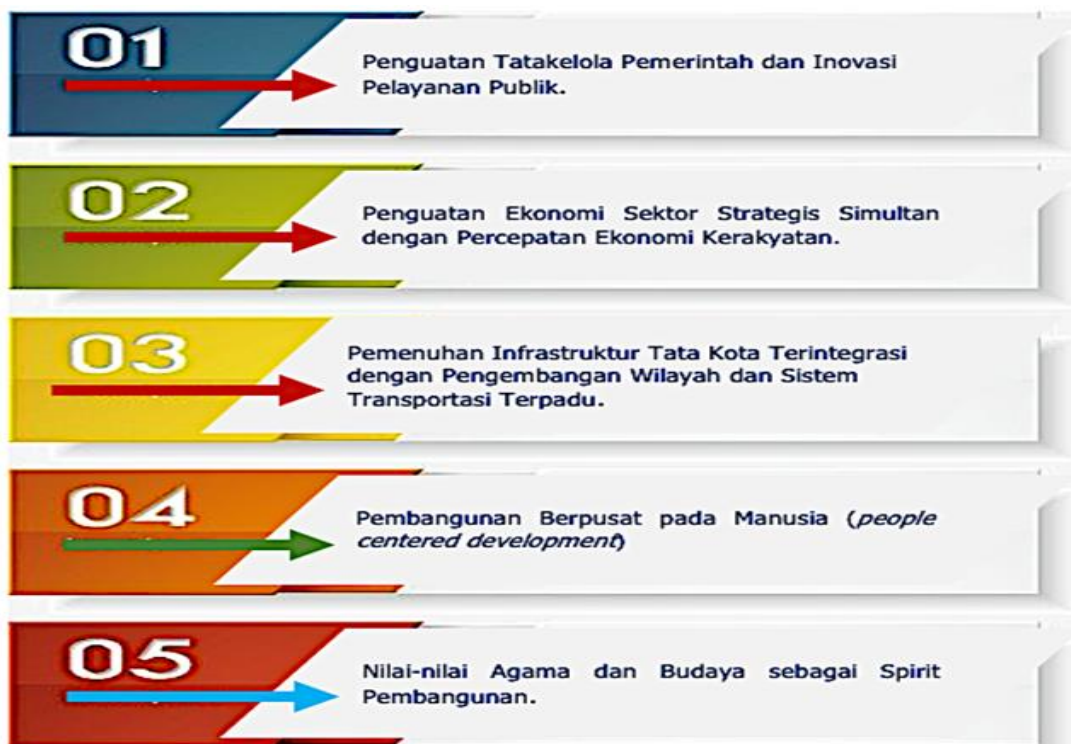 01
Penguatan Tatakelola Pemerintah dan Inovasi
Pelayanan Publik.
02
Penguatan Ekonomi Sektor Strategis Simultan
dengan Percepatan Ekonomi Kerakyatan.
03
Pemenuhan Infrastruktur Tata Kota Terintegrasi
dengan Pengembangan Wilayah dan Sistem
Transportasi Terpadu.
04
Pembangunan Berpusat pada Manusia (people
centered development)
05
Nilai-nilai Agama dan Budaya sebagai Spirit
Pembangunan.